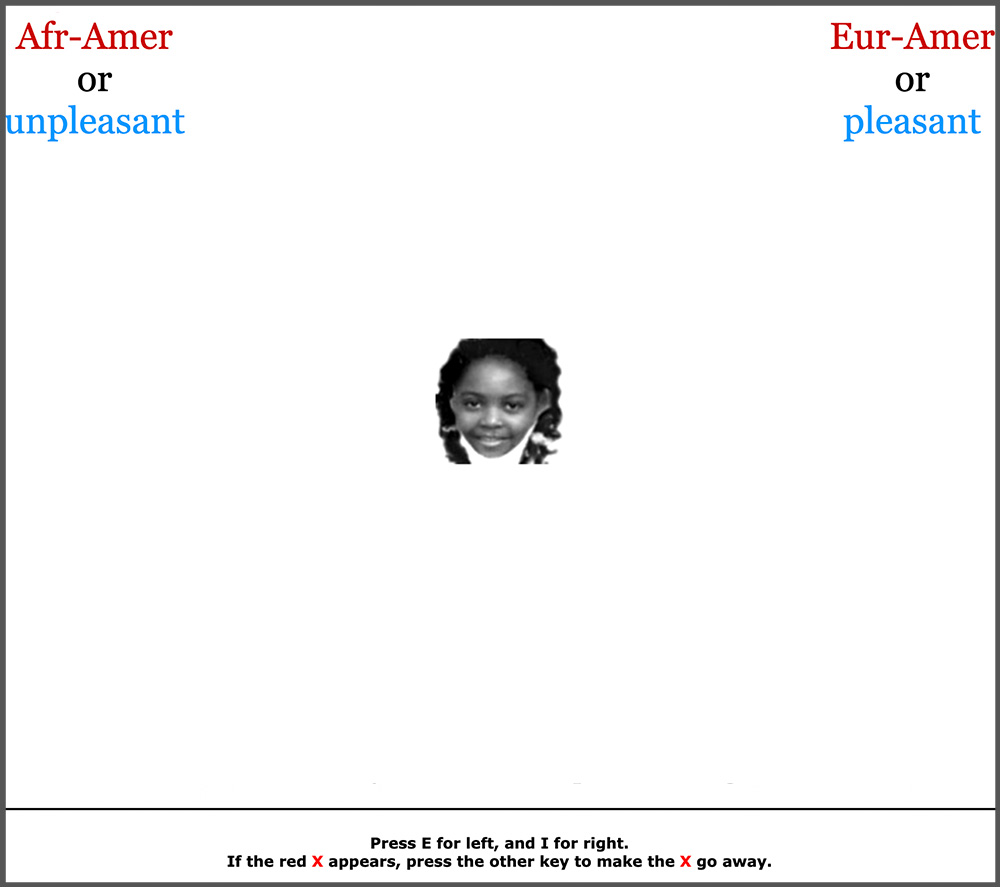 Afr-Amer
or
unpleasant
Eur-Amer
or
pleasant
Press E for left, and I for right.
If the red X appears, press the other key to make the X go away.